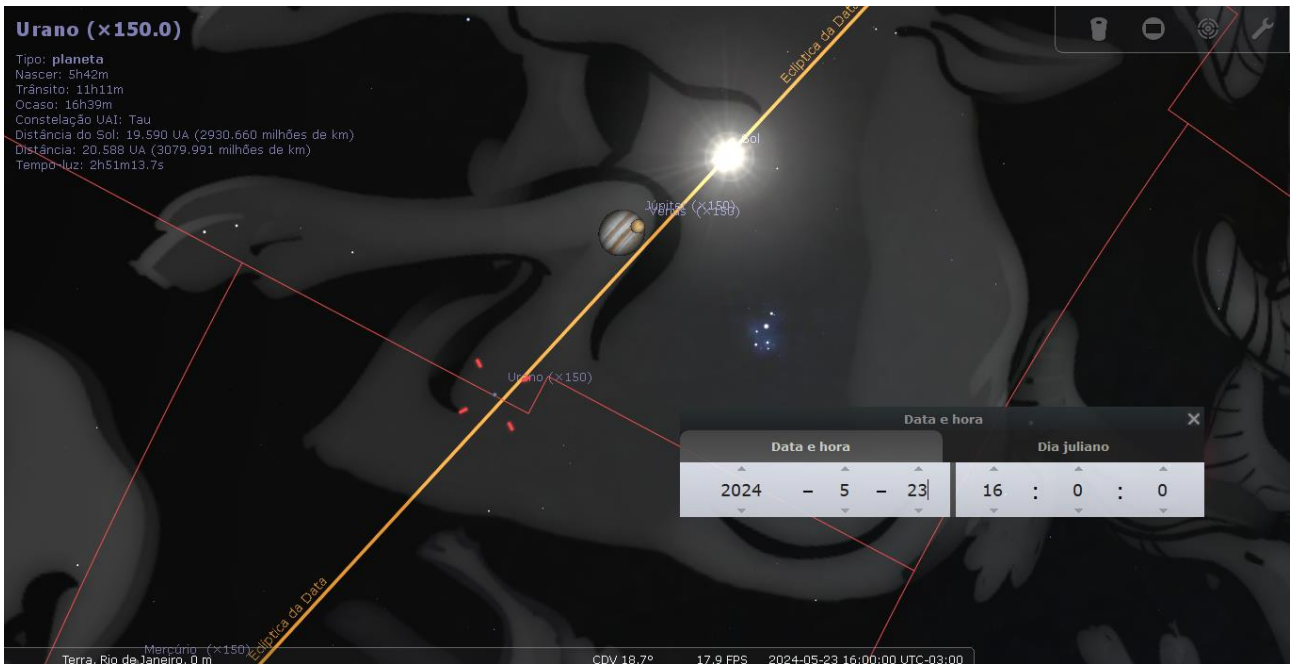 Urano (×150.0)
Tipo: planeta
Nascer: 5h42m
Trânsito: 11h11m
Ocaso: 16h39m
Constelação UAI: Tau
Distância do Sol: 19.590 UA (2930.660 milhões de km)
Distância: 20.588 UA (3079.991 milhões de km)
Tempo-luz: 2h51m13.7s
Eclíptica da Data
Sol
Júpiter (×150)
Vênus (×150)
Urano (×150)
Data e hora
Data e hora
Dia juliano
2024 – 5 – 23 16 : 0 : 0
Eclíptica da Data
Mercúrio (×150)
Terra, Rio de Janeiro, 0 m
CDV 18.7° 17.9 FPS 2024-05-23 16:00:00 UTC-03:00